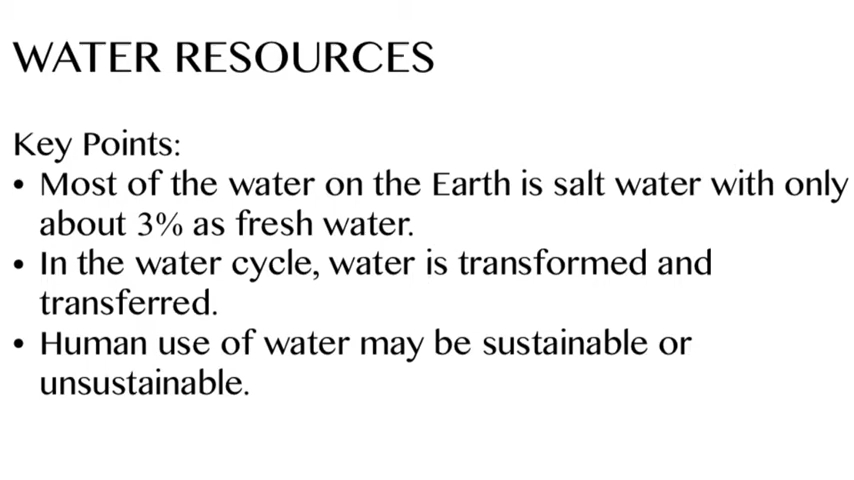 WATER RESOURCES
Key Points:
• Most of the water on the Earth is salt water with only
about 3% as fresh water.
• In the water cycle, water is transformed and
transferred.
• Human use of water may be sustainable or
unsustainable.